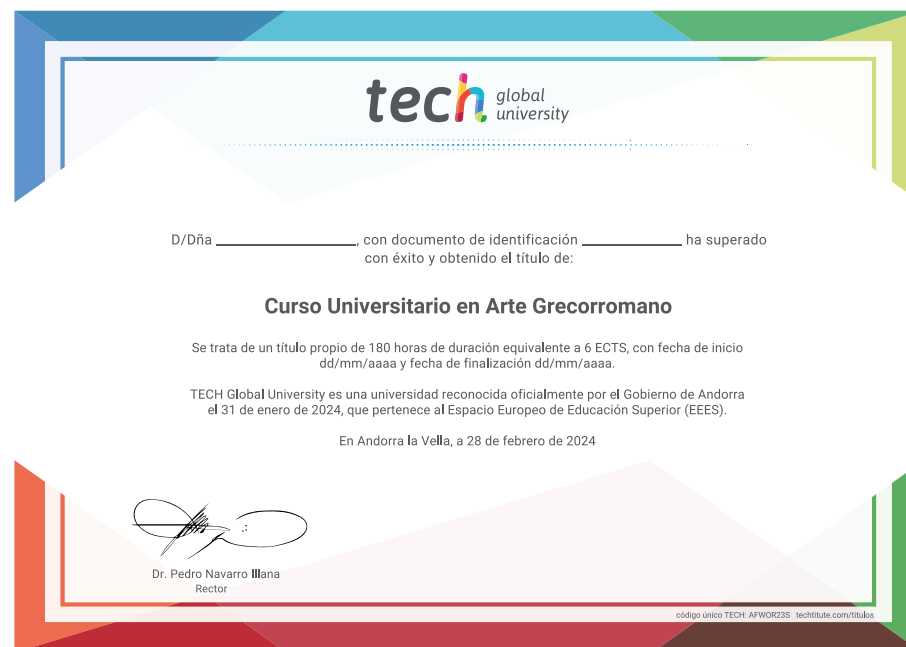 tech global university
D/Dña ____________________, con documento de identificación ______________ ha superado
con éxito y obtenido el título de:
Curso Universitario en Arte Grecorromano
Se trata de un título propio de 180 horas de duración equivalente a 6 ECTS, con fecha de inicio
dd/mm/aaaa y fecha de finalización dd/mm/aaaa.
TECH Global University es una universidad reconocida oficialmente por el Gobierno de Andorra
el 31 de enero de 2024, que pertenece al Espacio Europeo de Educación Superior (EEES).
En Andorra la Vella, a 28 de febrero de 2024
Dr. Pedro Navarro Illana
Rector
código único TECH: AFWOR23S techtitute.com/titulos